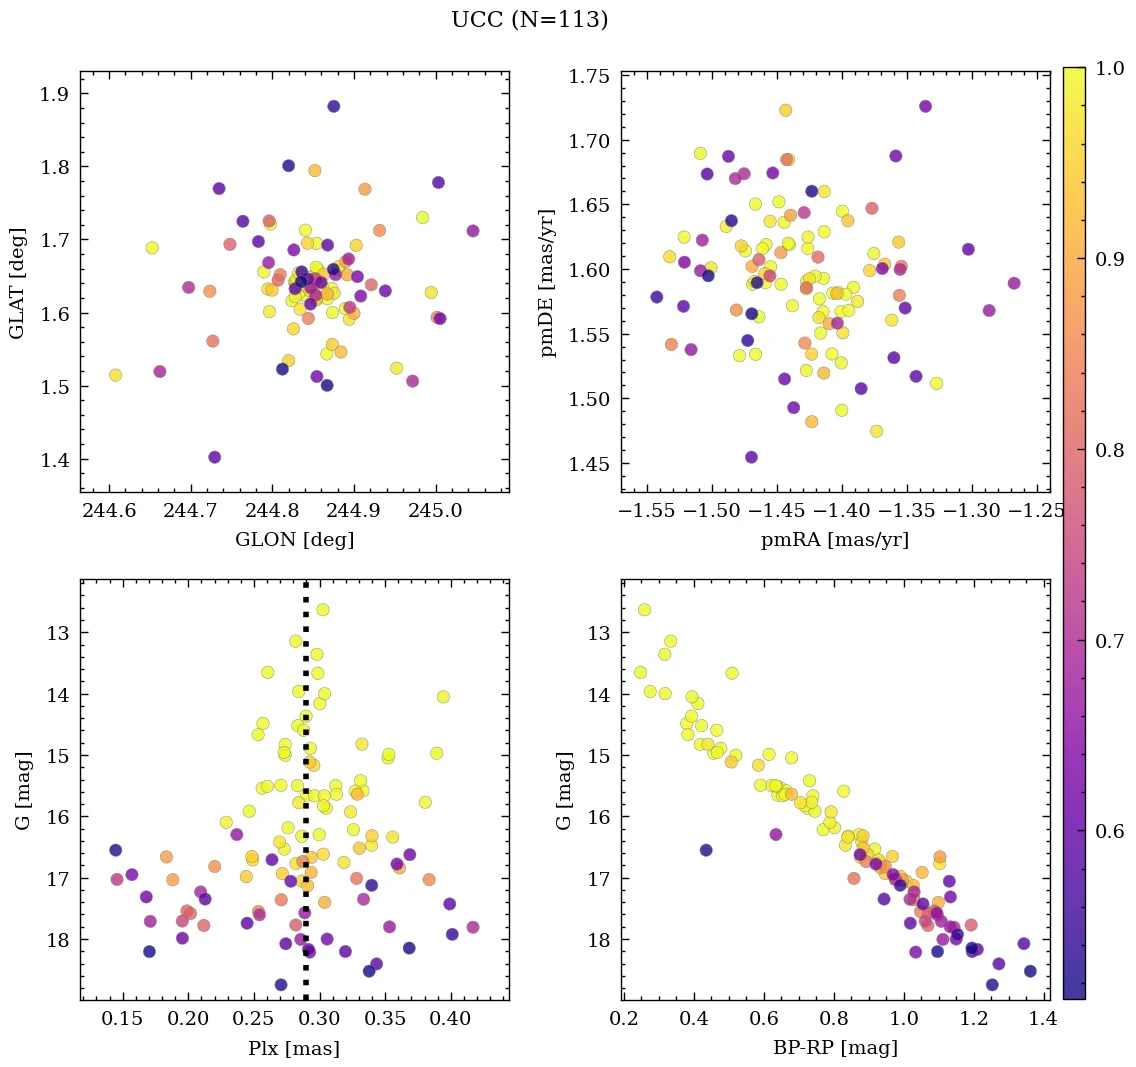 UCC (N=113)
1.9
1.8
1.7
1.6
1.5
1.4
GLAT [deg]
244.6 244.7 244.8 244.9 245.0
GLON [deg]
1.75
1.70
1.65
1.60
1.55
1.50
1.45
pmDE [mas/yr]
−1.55 −1.50 −1.45 −1.40 −1.35 −1.30 −1.25
pmRA [mas/yr]
13
14
15
16
17
18
G [mag]
0.15 0.20 0.25 0.30 0.35 0.40
Plx [mas]
13
14
15
16
17
18
G [mag]
0.2 0.4 0.6 0.8 1.0 1.2 1.4
BP-RP [mag]
1.0
0.9
0.8
0.7
0.6